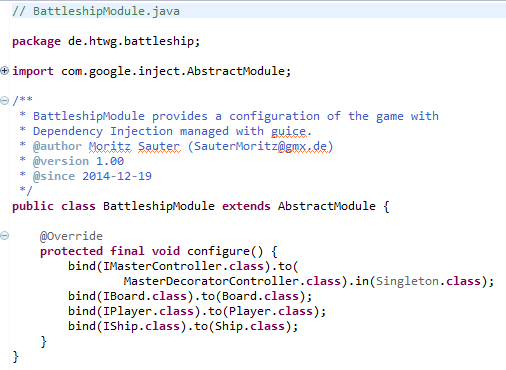 // BattleshipModule.java
package de.htwg.battleship;
import com.google.inject.AbstractModule;
/**
 * BattleshipModule provides a configuration of the game with
 * Dependency Injection managed with guice.
 * @author Moritz Sauter (SauterMoritz@gmx.de)
 * @version 1.00
 * @since 2014-12-19
 */
public class BattleshipModule extends AbstractModule {
    @Override
    protected final void configure() {
        bind(IMasterController.class).to(
                MasterDecoratorController.class).in(Singleton.class);
        bind(IBoard.class).to(Board.class);
        bind(IPlayer.class).to(Player.class);
        bind(IShip.class).to(Ship.class);
    }
}